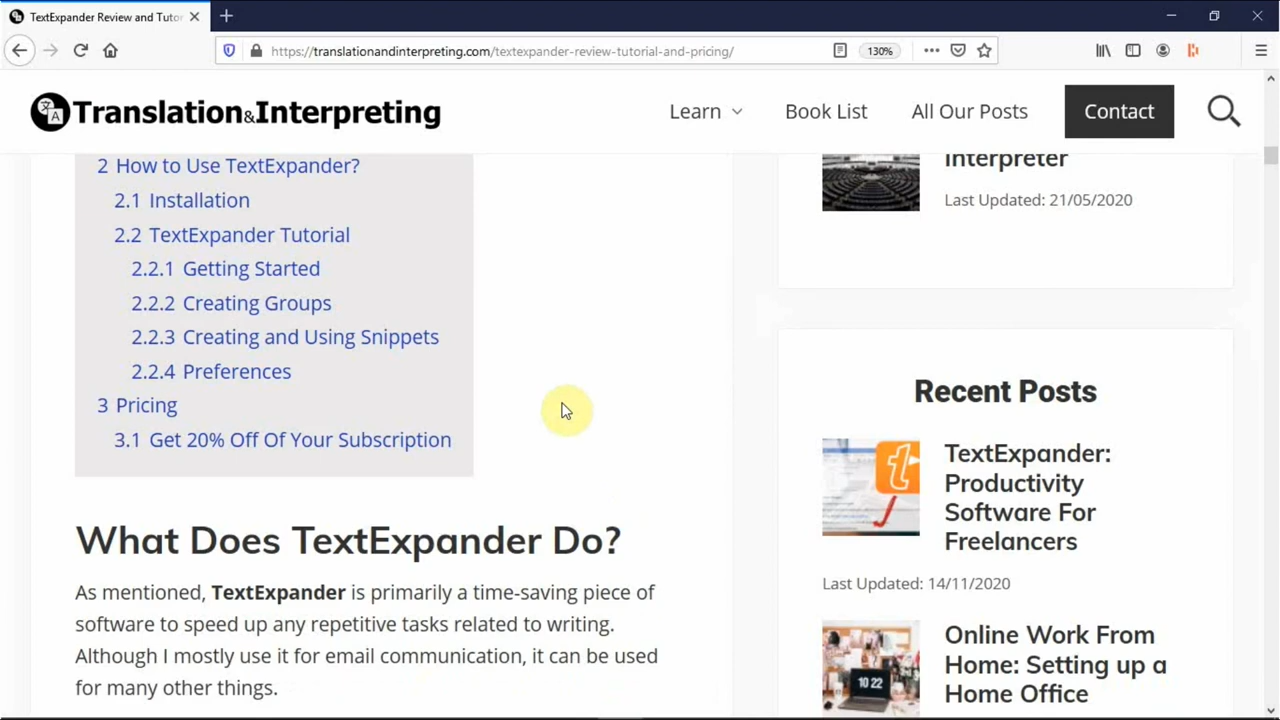 TextExpander Review and Tutor
https://translationandinterpreting.com/textexpander-review-tutorial-and-pricing/
130%
Translation&Interpreting
Learn
Book List
All Our Posts
Contact
2 How to Use TextExpander?
2.1 Installation
2.2 TextExpander Tutorial
2.2.1 Getting Started
2.2.2 Creating Groups
2.2.3 Creating and Using Snippets
2.2.4 Preferences
3 Pricing
3.1 Get 20% Off Of Your Subscription
What Does TextExpander Do?
As mentioned, TextExpander is primarily a time-saving piece of
software to speed up any repetitive tasks related to writing.
Although I mostly use it for email communication, it can be used
for many other things.
Interpreter
Last Updated: 21/05/2020
Recent Posts
TextExpander:
Productivity
Software For
Freelancers
Last Updated: 14/11/2020
Online Work From
Home: Setting up a
Home Office
10 22